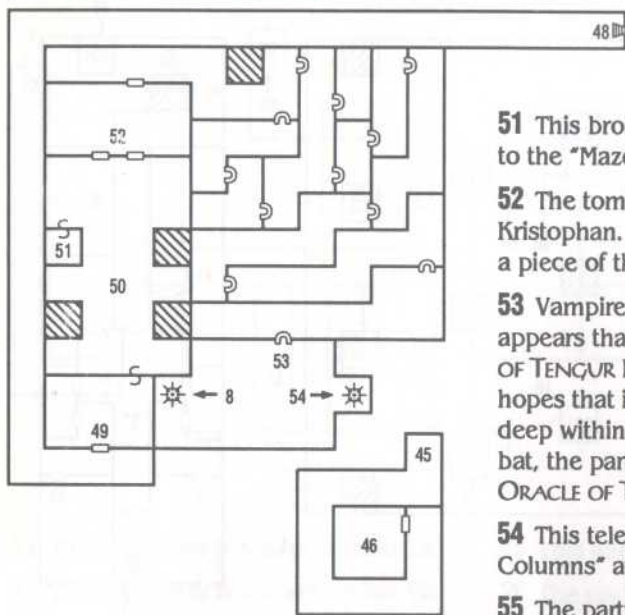 48
51 This bro
to the "Maze
52
52 The tom
Kristophan.
a piece of th
51
50
53 Vampire
appears tha
53
OF TENGUR
hopes that i
8
54
deep within
49
bat, the par
45
ORACLE OF T
46
54 This tele
Columns" a
55 The part